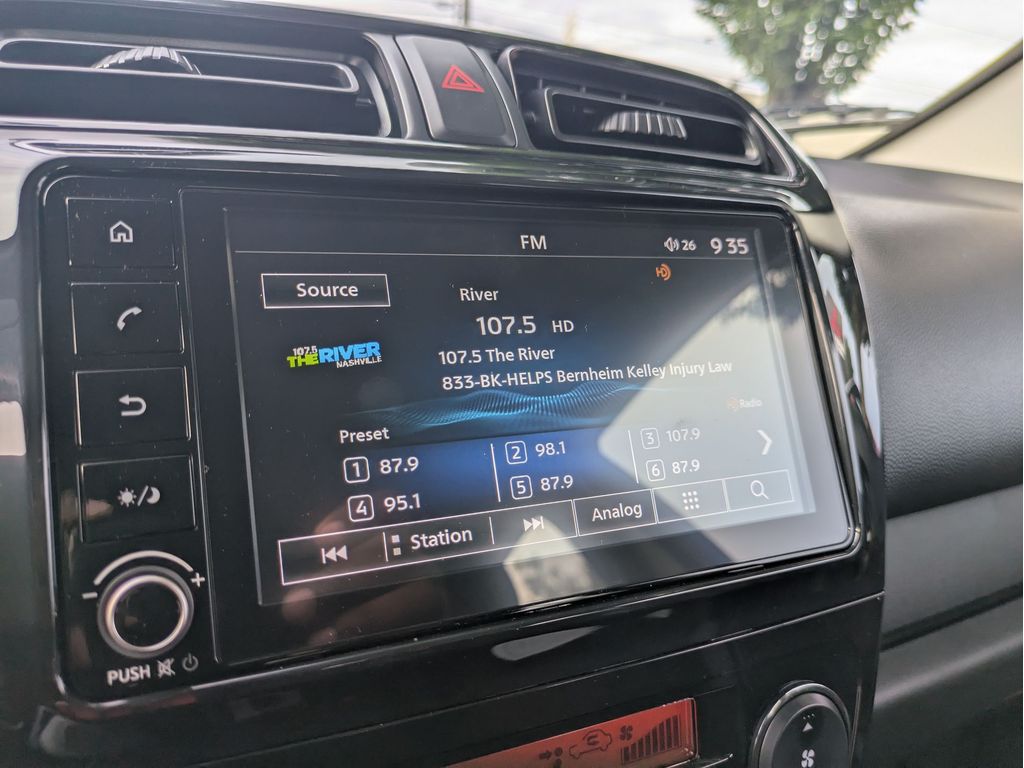 FM
26
9 35
HD
Source
River
107.5 HD
107.5
THE RIVER
NASHVILLE
107.5 The River
833-BK-HELPS Bernheim Kelley Injury Law
HD Radio
Preset
1 87.9
2 98.1
3 107.9
4 95.1
5 87.9
6 87.9
Station
Analog
- +
PUSH